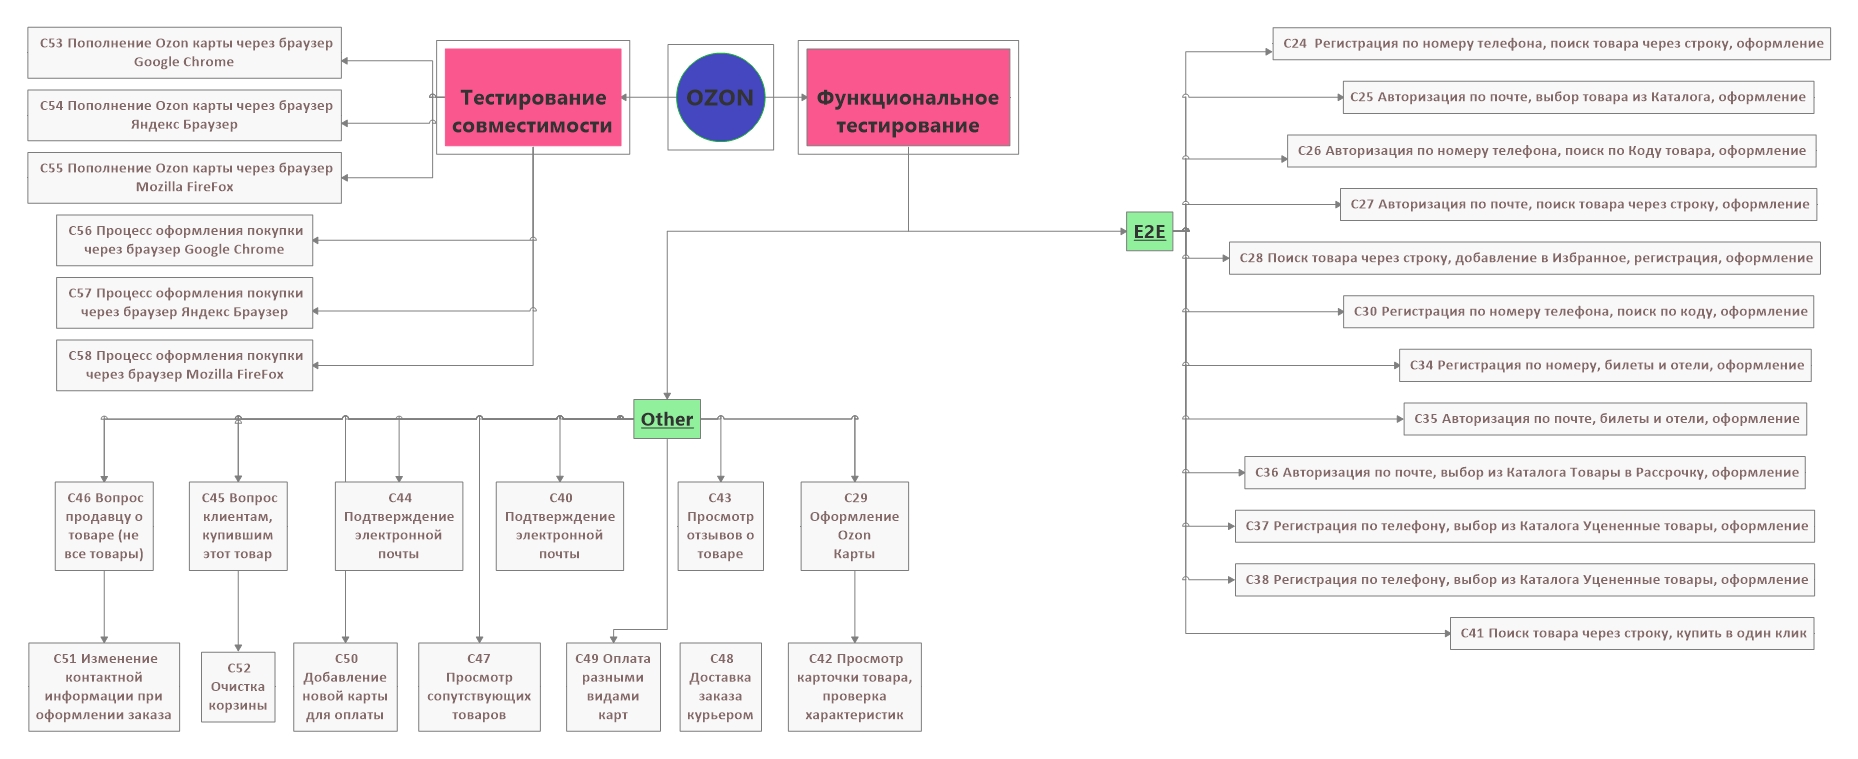 C53 Пополнение Ozon карты через браузер
Google Chrome
C54 Пополнение Ozon карты через браузер
Яндекс Браузер
C55 Пополнение Ozon карты через браузер
Mozilla FireFox
C56 Процесс оформления покупки
через браузер Google Chrome
C57 Процесс оформления покупки
через браузер Яндекс Браузер
C58 Процесс оформления покупки
через браузер Mozilla FireFox
Тестирование
совместимости
OZON
Функциональное
тестирование
E2E
C24 Регистрация по номеру телефона, поиск товара через строку, оформление
C25 Авторизация по почте, выбор товара из Каталога, оформление
C26 Авторизация по номеру телефона, поиск по Коду товара, оформление
C27 Авторизация по почте, поиск товара через строку, оформление
C28 Поиск товара через строку, добавление в Избранное, регистрация, оформление
C30 Регистрация по номеру телефона, поиск по коду, оформление
C34 Регистрация по номеру, билеты и отели, оформление
C35 Авторизация по почте, билеты и отели, оформление
C36 Авторизация по почте, выбор из Каталога Товары в Рассрочку, оформление
C37 Регистрация по телефону, выбор из Каталога Уцененные товары, оформление
C38 Регистрация по телефону, выбор из Каталога Уцененные товары, оформление
C41 Поиск товара через строку, купить в один клик
Other
C46 Вопрос
продавцу о
товаре (не
все товары)
C45 Вопрос
клиентам,
купившим
этот товар
C44
Подтверждение
электронной
почты
C40
Подтверждение
электронной
почты
C43
Просмотр
отзывов о
товаре
C29
Оформление
Ozon
Карты
C51 Изменение
контактной
информации при
оформлении заказа
C52
Очистка
корзины
C50
Добавление
новой карты
для оплаты
C47
Просмотр
сопутствующих
товаров
C49 Оплата
разными
видами
карт
C48
Доставка
заказа
курьером
C42 Просмотр
карточки товара,
проверка
характеристик